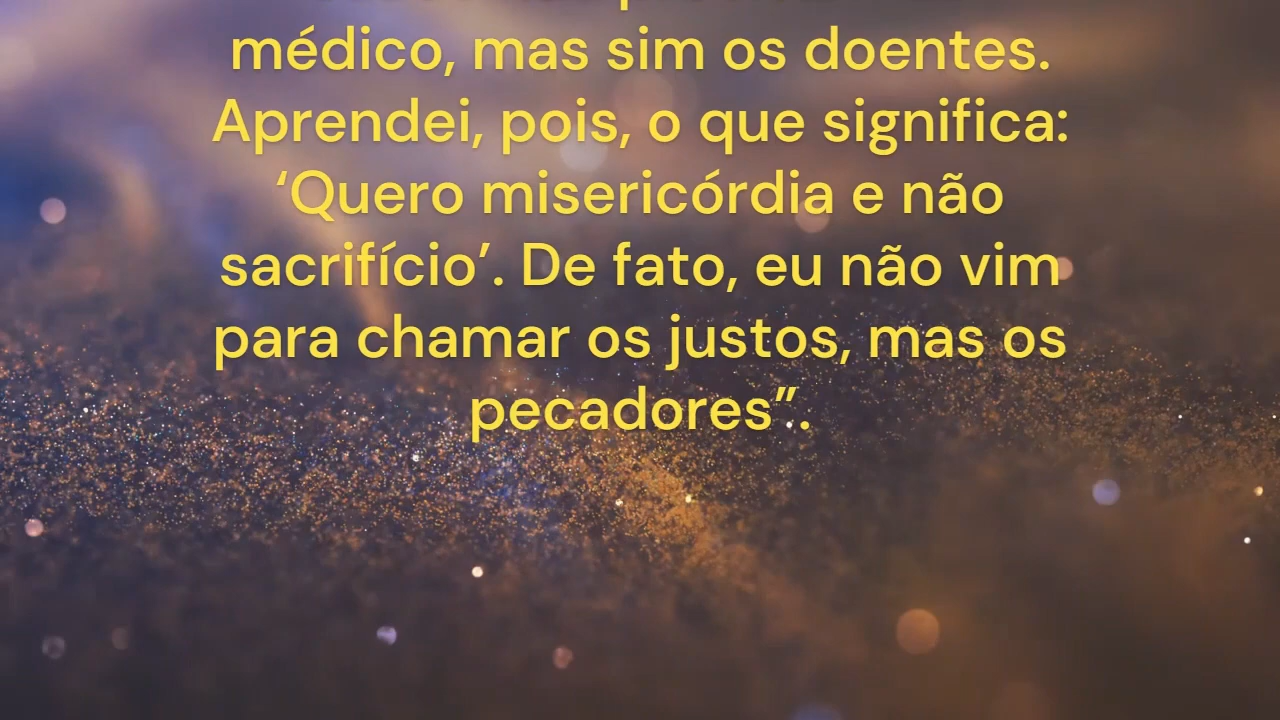 médico, mas sim os doentes.
Aprendei, pois, o que significa:
‘Quero misericórdia e não
sacrifício’. De fato, eu não vim
para chamar os justos, mas os
pecadores”.